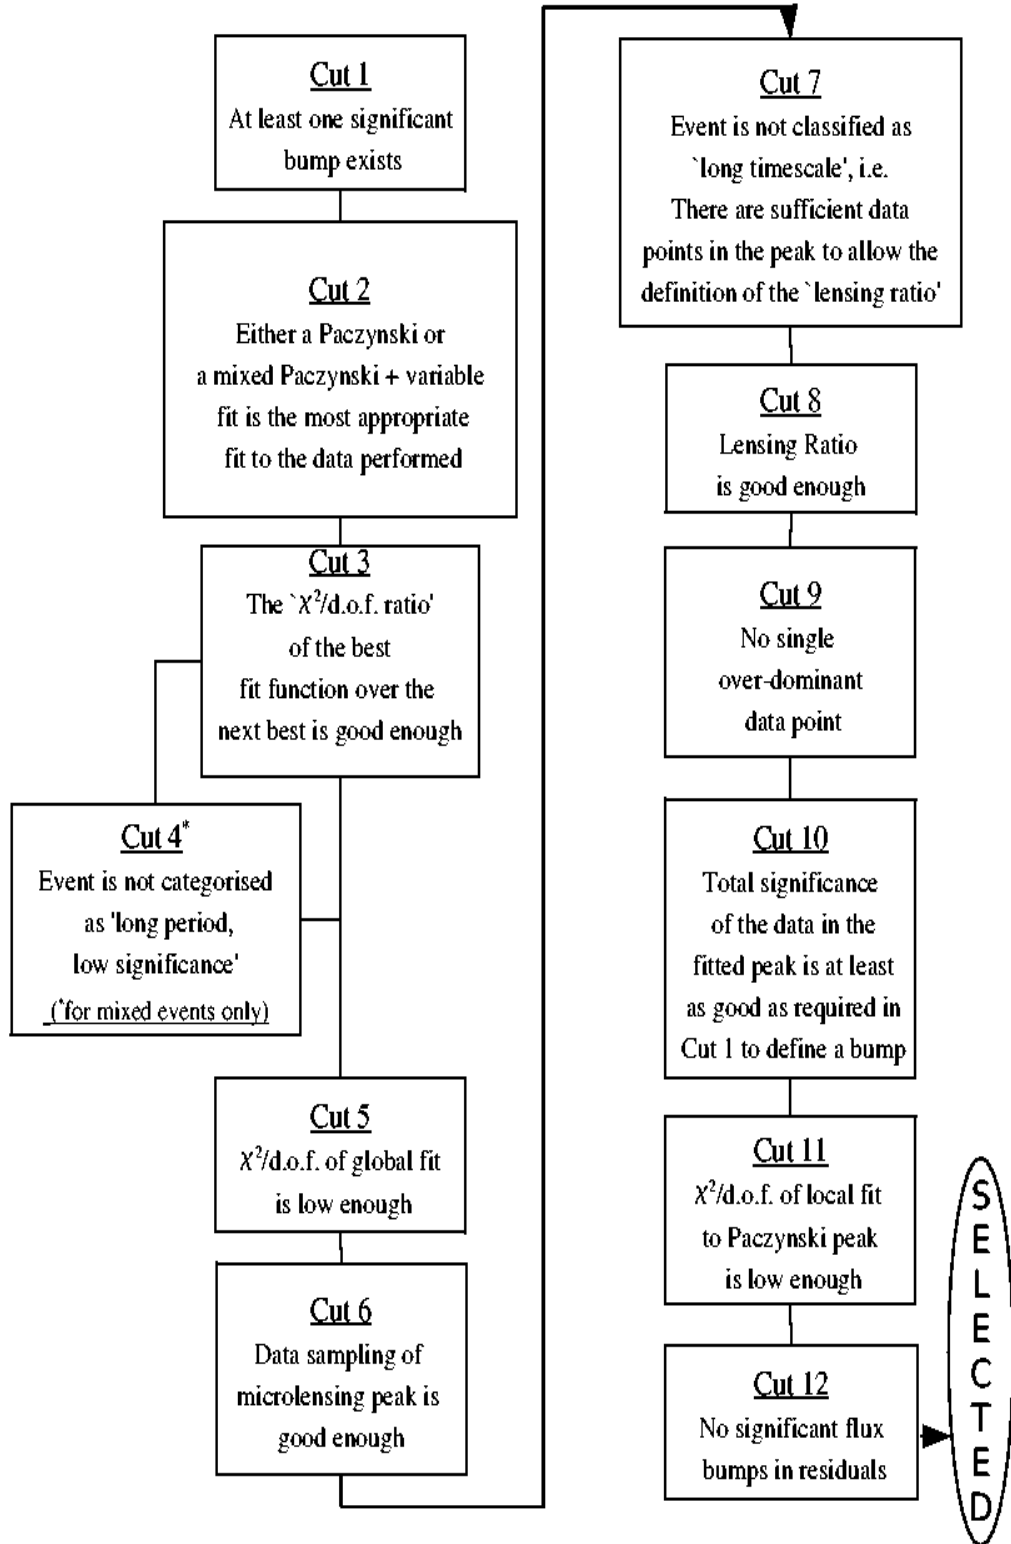 Cut 1
At least one significant
bump exists
Cut 2
Either a Paczynski or
a mixed Paczynski + variable
fit is the most appropriate
fit to the data performed
Cut 3
The `χ²/d.o.f. ratio'
of the best
fit function over the
next best is good enough
Cut 4*
Event is not categorised
as 'long period,
low significance'
(*for mixed events only)
Cut 5
χ²/d.o.f. of global fit
is low enough
Cut 6
Data sampling of
microlensing peak is
good enough
Cut 7
Event is not classified as
`long timescale', i.e.
There are sufficient data
points in the peak to allow the
definition of the `lensing ratio'
Cut 8
Lensing Ratio
is good enough
Cut 9
No single
over-dominant
data point
Cut 10
Total significance
of the data in the
fitted peak is at least
as good as required in
Cut 1 to define a bump
Cut 11
χ²/d.o.f. of local fit
to Paczynski peak
is low enough
Cut 12
No significant flux
bumps in residuals
SELECTED